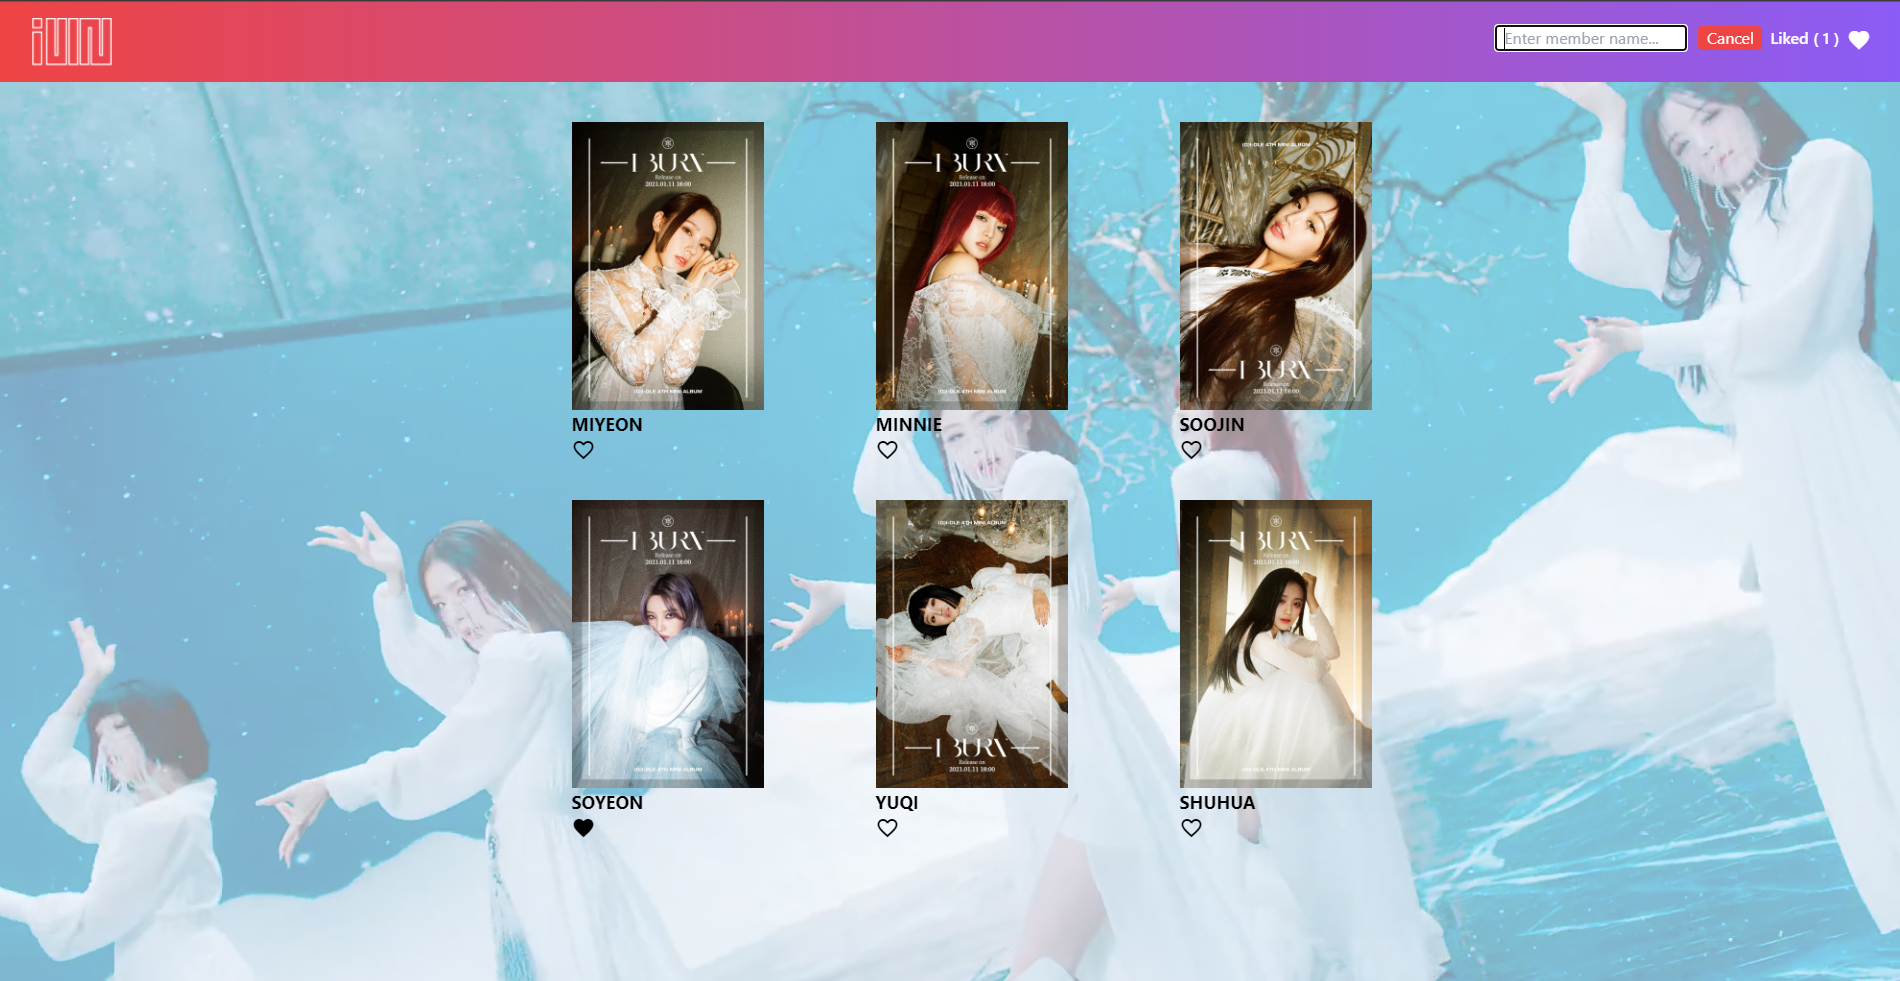 Enter member name...
Cancel
Liked ( 1 )
I BURN
Release on
2021.01.11 18:00
(G)I-DLE 4TH MINI ALBUM
MIYEON
I BURN
Release on
2021.01.11 18:00
(G)I-DLE 4TH MINI ALBUM
MINNIE
(G)I-DLE 4TH MINI ALBUM
I BURN
Release on
2021.01.11 18:00
SOOJIN
I BURN
Release on
2021.01.11 18:00
(G)I-DLE 4TH MINI ALBUM
SOYEON
(G)I-DLE 4TH MINI ALBUM
I BURN
Release on
2021.01.11 18:00
YUQI
I BURN
Release on
2021.01.11 18:00
(G)I-DLE 4TH MINI ALBUM
SHUHUA